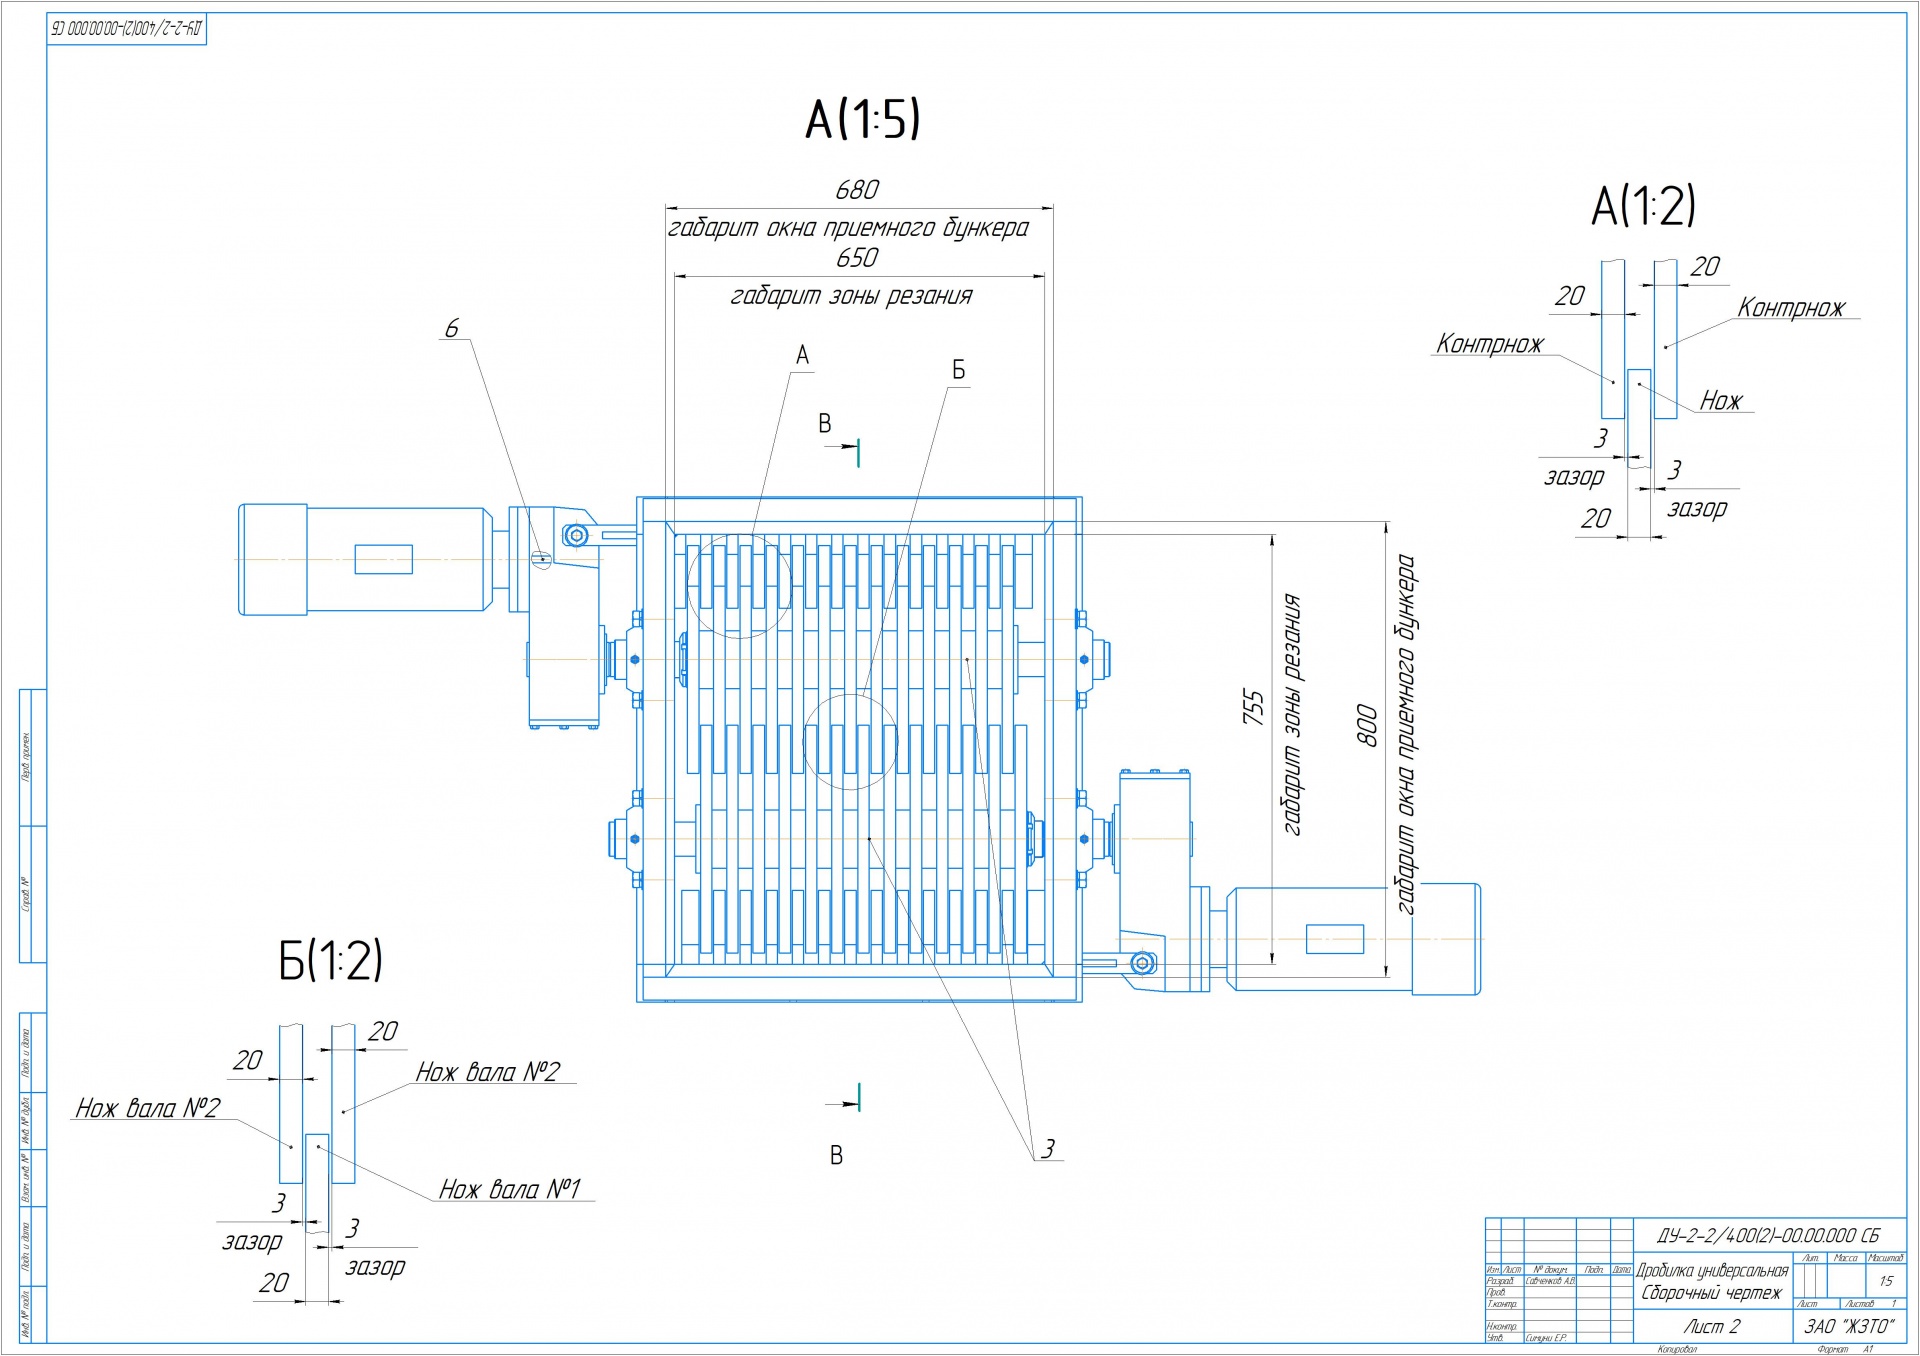 ДУ-2-2/400(2)-00.00.000 СБ
А(1:5)
680
габарит окна приемного бункера
650
габарит зоны резания
6
А
Б
В
А(1:2)
20
20
Контрнож
Контрнож
Нож
3
зазор
3
зазор
20
755
габарит зоны резания
800
габарит окна приемного бункера
В
3
Б(1:2)
20
20
Нож вала №2
Нож вала №2
Нож вала №1
3
зазор
3
зазор
20
Перв. примен.
Справ. №
Подп. и дата
Инв. № дубл.
Взам. инв. №
Подп. и дата
Инв. № подл.
ДУ-2-2/400(2)-00.00.000 СБ
Изм. Лист № докум. Подп. Дата
Разраб. Савченков А.В.
Пров.
Т.контр.
Н.контр.
Утв. Симуни Е.Р.
Дробилка универсальная
Сборочный чертеж
Лит. Масса Масштаб
1:5
Лист Листов 1
Лист 2
ЗАО "ЖЗТО"
Копировал Формат А1